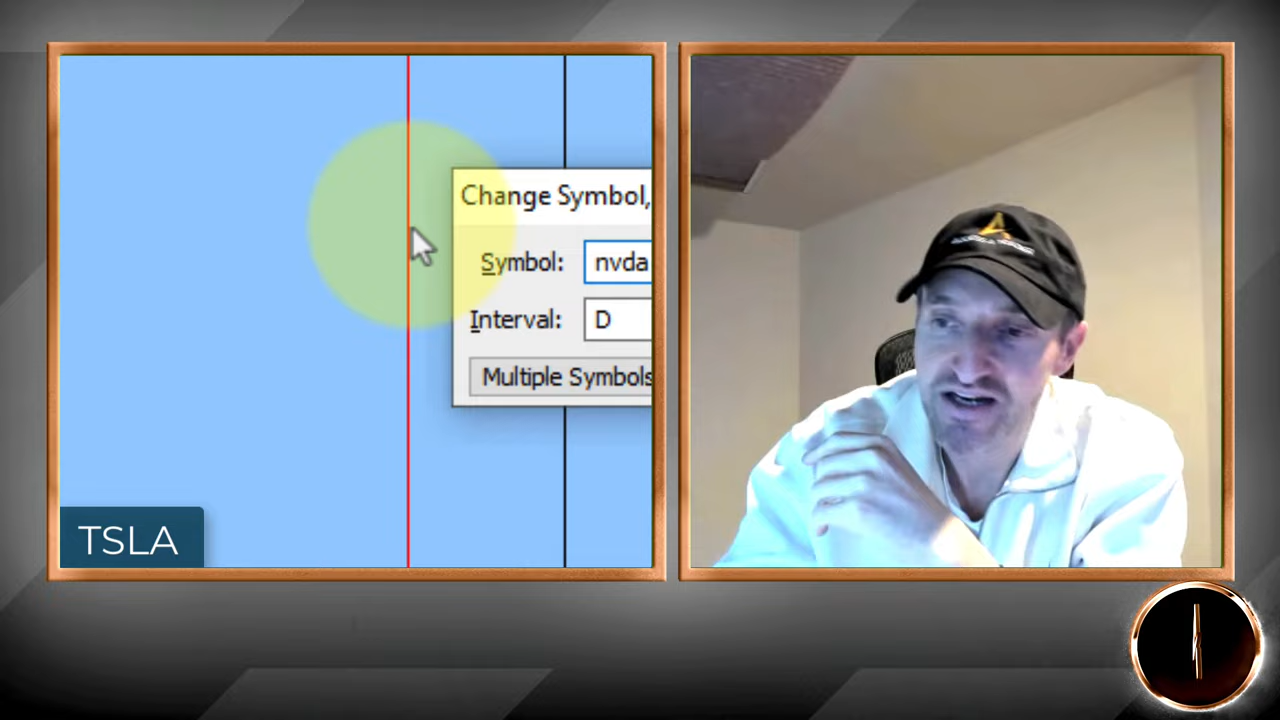 Change Symbol,
Symbol: nvda
Interval: D
Multiple Symbols
TSLA